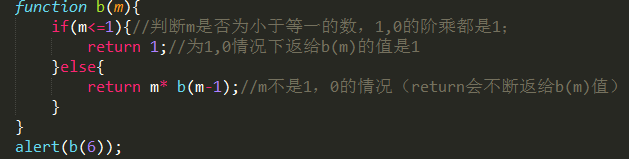 function b(m){
    if(m<=1){//判断m是否为小于等一的数，1,0的阶乘都是1;
        return 1;//为1,0情况下返给b(m)的值是1
    }else{
        return m* b(m-1);//m不是1，0的情况（return会不断返给b(m)值）
    }
}
alert(b(6));